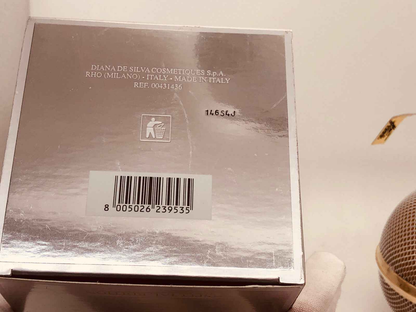 DIANA DE SILVA COSMETIQUES S.p.A.
RHO (MILANO) - ITALY - MADE IN ITALY
REF. 00431436
14654J
8 005026 239535